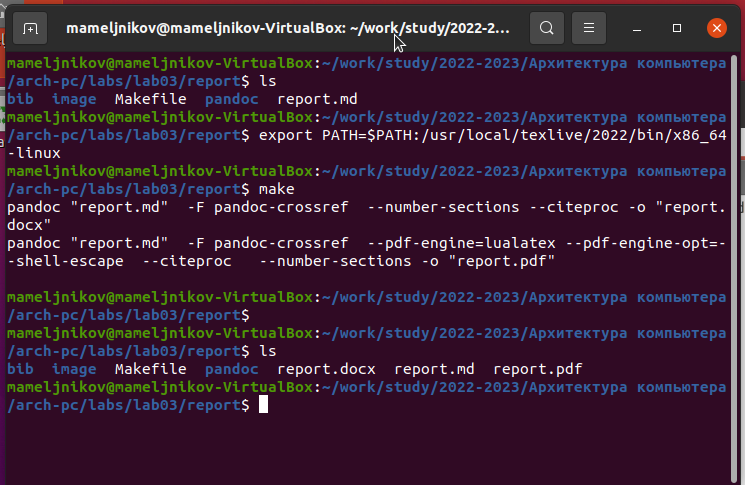 mameljnikov@mameljnikov-VirtualBox: ~/work/study/2022-2...
mameljnikov@mameljnikov-VirtualBox:~/work/study/2022-2023/Архитектура компьютера
/arch-pc/labs/lab03/report$ ls
bib  image  Makefile  pandoc  report.md
mameljnikov@mameljnikov-VirtualBox:~/work/study/2022-2023/Архитектура компьютера
/arch-pc/labs/lab03/report$ export PATH=$PATH:/usr/local/texlive/2022/bin/x86_64
-linux
mameljnikov@mameljnikov-VirtualBox:~/work/study/2022-2023/Архитектура компьютера
/arch-pc/labs/lab03/report$ make
pandoc "report.md"  -F pandoc-crossref  --number-sections --citeproc -o "report.
docx"
pandoc "report.md"  -F pandoc-crossref  --pdf-engine=lualatex --pdf-engine-opt=-
-shell-escape  --citeproc   --number-sections -o "report.pdf"
mameljnikov@mameljnikov-VirtualBox:~/work/study/2022-2023/Архитектура компьютера
/arch-pc/labs/lab03/report$
mameljnikov@mameljnikov-VirtualBox:~/work/study/2022-2023/Архитектура компьютера
/arch-pc/labs/lab03/report$ ls
bib  image  Makefile  pandoc  report.docx  report.md  report.pdf
mameljnikov@mameljnikov-VirtualBox:~/work/study/2022-2023/Архитектура компьютера
/arch-pc/labs/lab03/report$